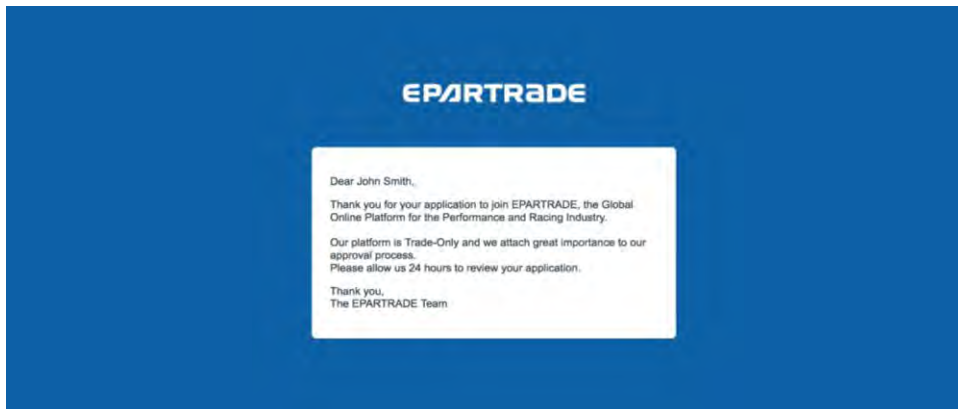 EPARTRADE
Dear John Smith,
Thank you for your application to join EPARTRADE, the Global
Online Platform for the Performance and Racing Industry.
Our platform is Trade-Only and we attach great importance to our
approval process.
Please allow us 24 hours to review your application.
Thank you,
The EPARTRADE Team